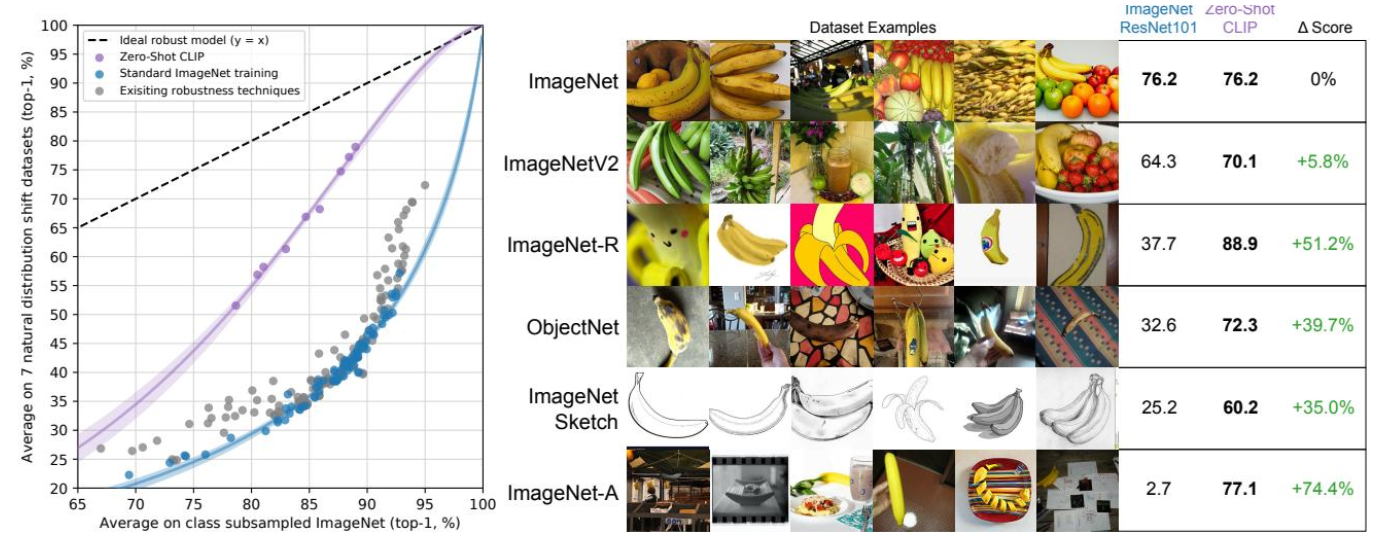 100
95
90
85
80
75
70
65
60
55
50
45
40
35
30
25
20
Average on 7 natural distribution shift datasets (top-1, %)
Ideal robust model (y = x)
Zero-Shot CLIP
Standard ImageNet training
Exisiting robustness techniques
65 70 75 80 85 90 95 100
Average on class subsampled ImageNet (top-1, %)
ImageNet Zero-Shot
Dataset Examples ResNet101 CLIP Δ Score
ImageNet 76.2 76.2 0%
ImageNetV2 64.3 70.1 +5.8%
ImageNet-R 37.7 88.9 +51.2%
ObjectNet 32.6 72.3 +39.7%
ImageNet
Sketch 25.2 60.2 +35.0%
ImageNet-A 2.7 77.1 +74.4%